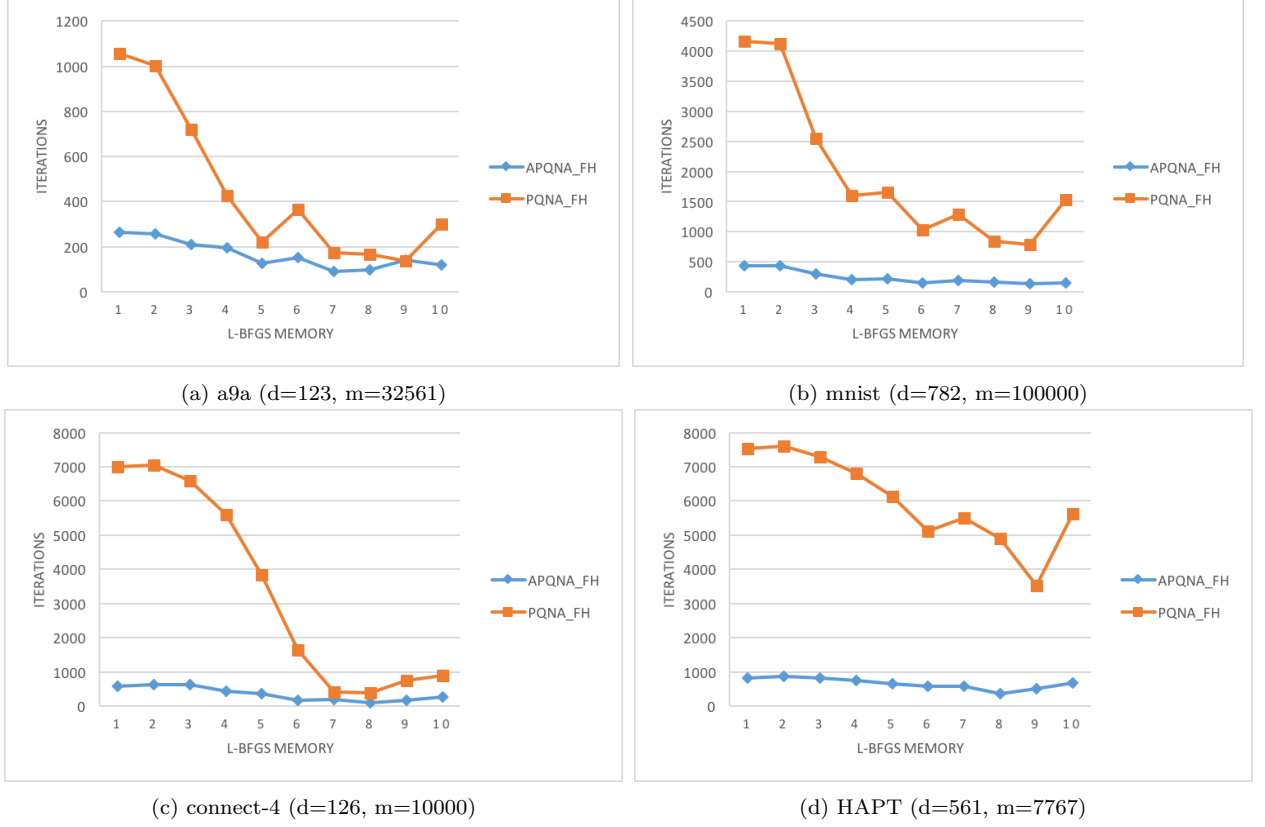 1200
1000
800
600
400
200
0
ITERATIONS
1 2 3 4 5 6 7 8 9 10
L-BFGS MEMORY
APQNA_FH
PQNA_FH
(a) a9a (d=123, m=32561)
4500
4000
3500
3000
2500
2000
1500
1000
500
0
ITERATIONS
1 2 3 4 5 6 7 8 9 10
L-BFGS MEMORY
APQNA_FH
PQNA_FH
(b) mnist (d=782, m=100000)
8000
7000
6000
5000
4000
3000
2000
1000
0
ITERATIONS
1 2 3 4 5 6 7 8 9 10
L-BFGS MEMORY
APQNA_FH
PQNA_FH
(c) connect-4 (d=126, m=10000)
8000
7000
6000
5000
4000
3000
2000
1000
0
ITERATIONS
1 2 3 4 5 6 7 8 9 10
L-BFGS MEMORY
APQNA_FH
PQNA_FH
(d) HAPT (d=561, m=7767)